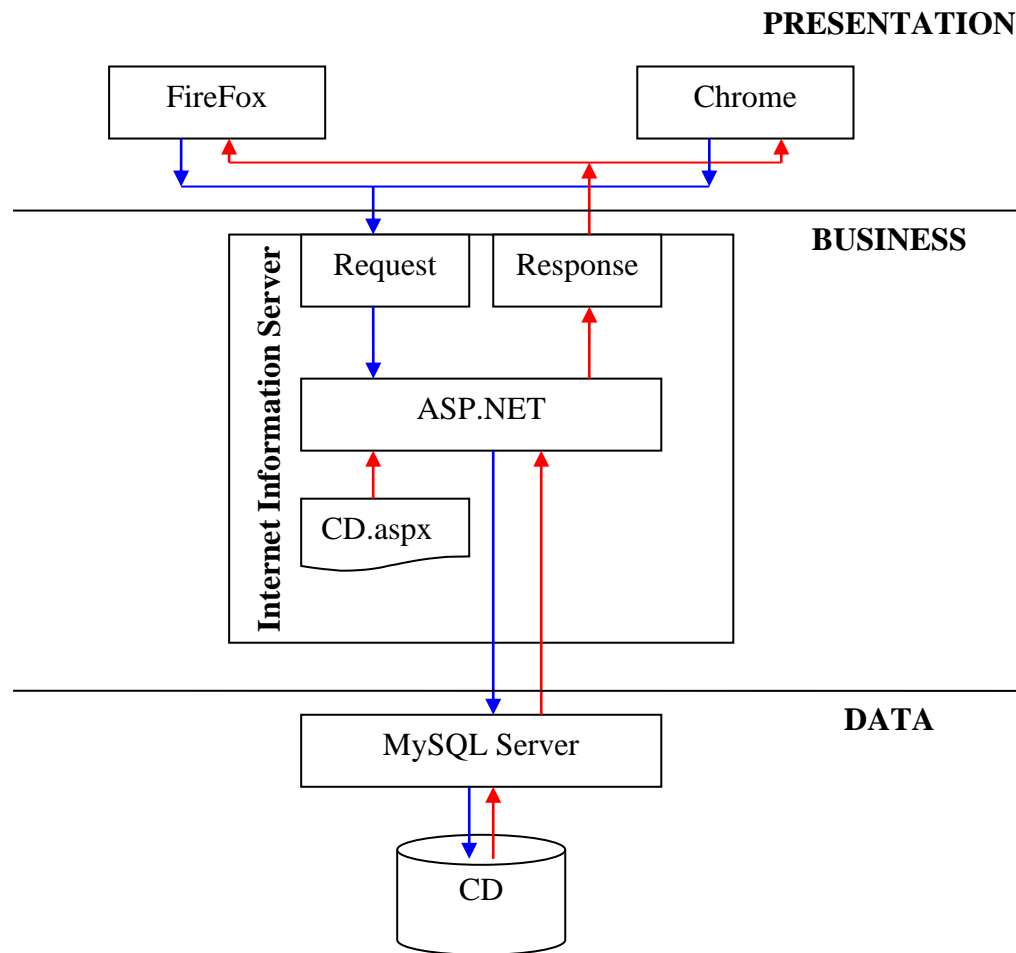 PRESENTATION
FireFox
Chrome
BUSINESS
Internet Information Server
Request
Response
ASP.NET
CD.aspx
DATA
MySQL Server
CD